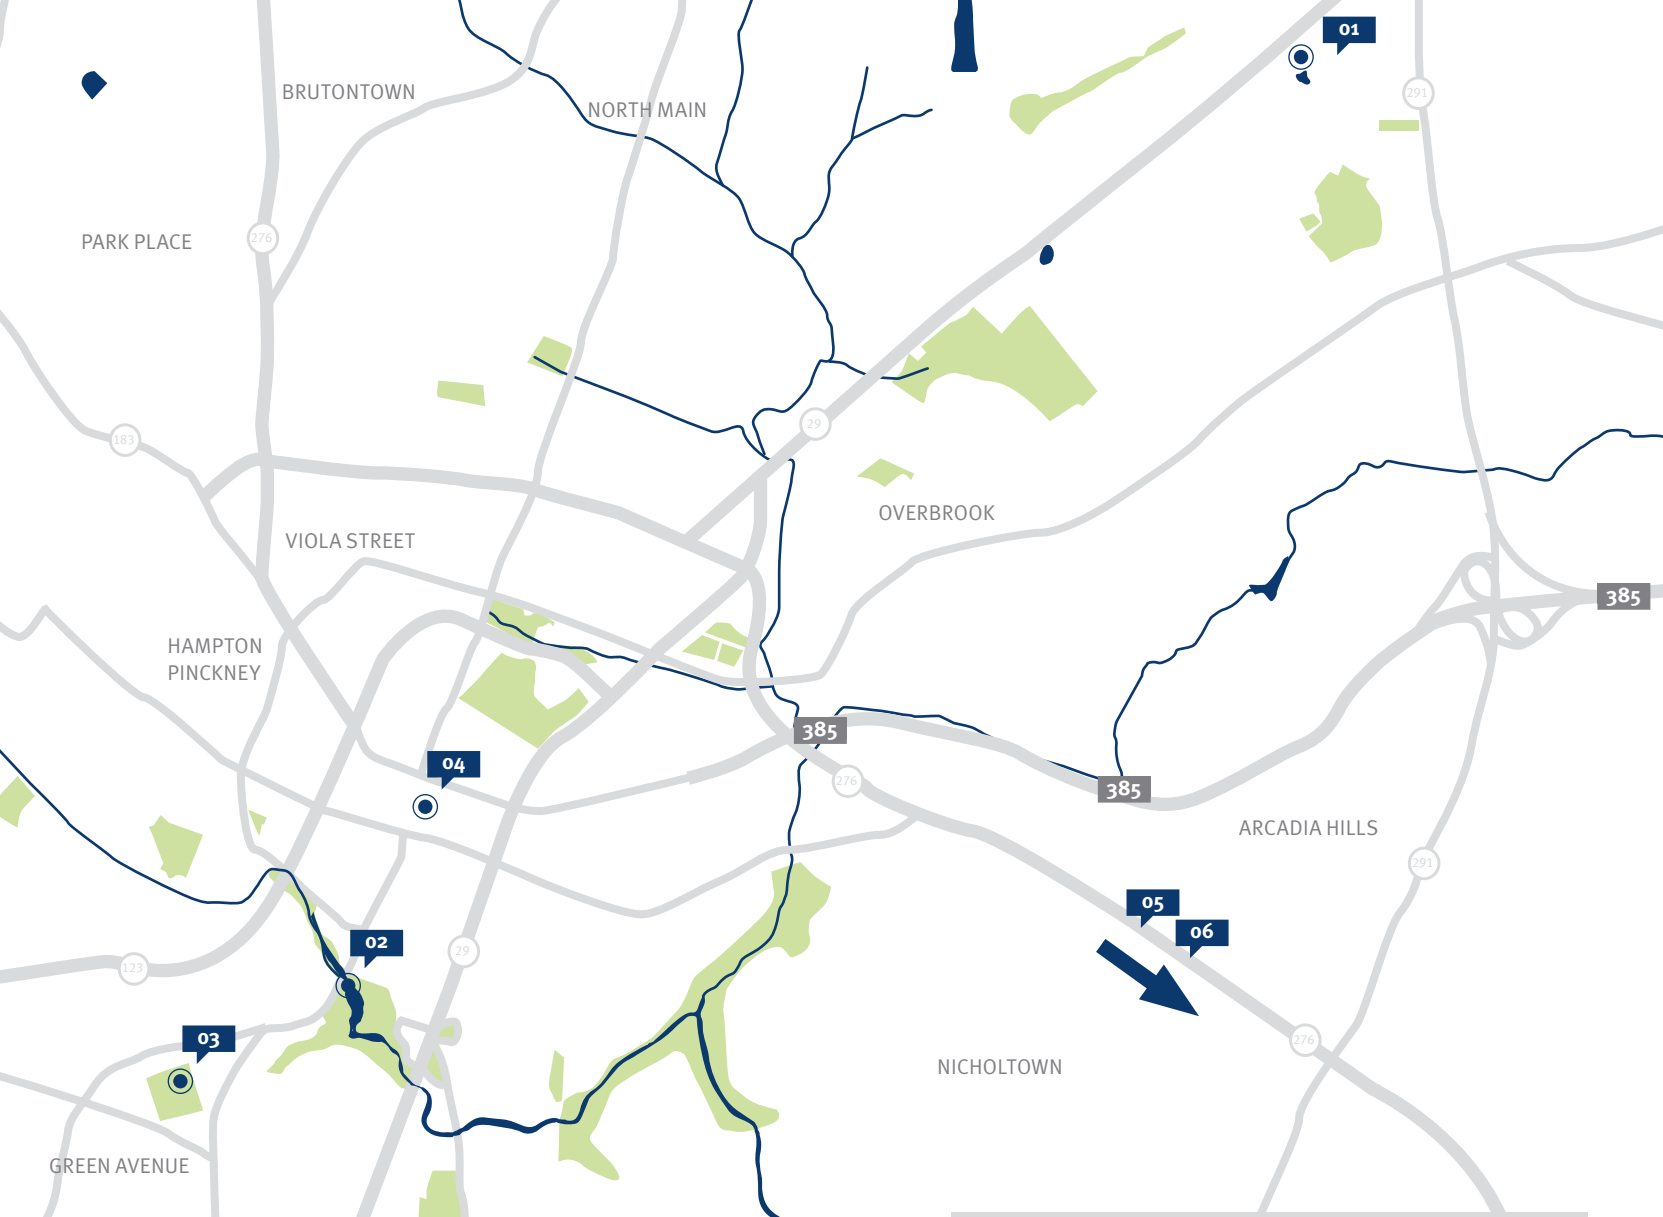 01
291
BRUTONTOWN
NORTH MAIN
276
PARK PLACE
29
183
OVERBROOK
VIOLA STREET
385
HAMPTON
PINCKNEY
385
04
276
385
ARCADIA HILLS
291
05
06
02
29
123
03
276
NICHOLTOWN
GREEN AVENUE